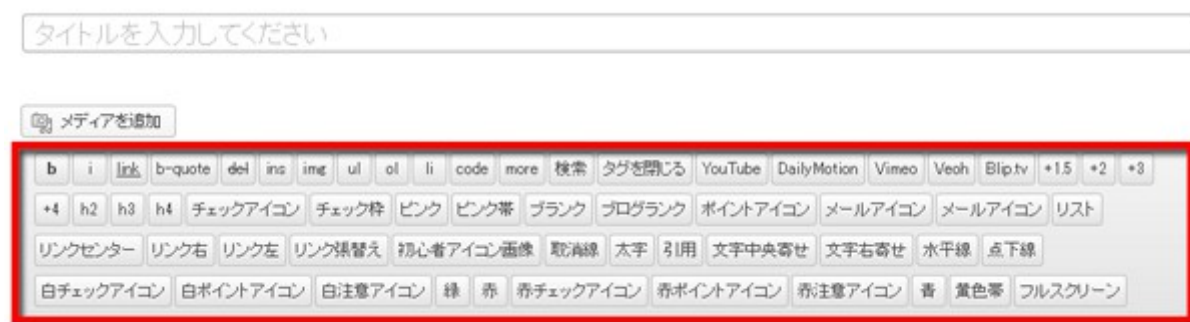 タイトルを入力してください
メディアを追加
b i link b-quote del ins img ul ol li code more 検索 タグを閉じる YouTube DailyMotion Vimeo Veoh Blip.tv +1.5 +2 +3
+4 h2 h3 h4 チェックアイコン チェック枠 ピンク ピンク帯 ブランク ブログランク ポイントアイコン メールアイコン メールアイコン リスト
リンクセンター リンク右 リンク左 リンク張替え 初心者アイコン画像 取消線 太字 引用 文字中央寄せ 文字右寄せ 水平線 点下線
白チェックアイコン 白ポイントアイコン 白注意アイコン 緑 赤 赤チェックアイコン 赤ポイントアイコン 赤注意アイコン 青 黄色帯 フルスクリーン